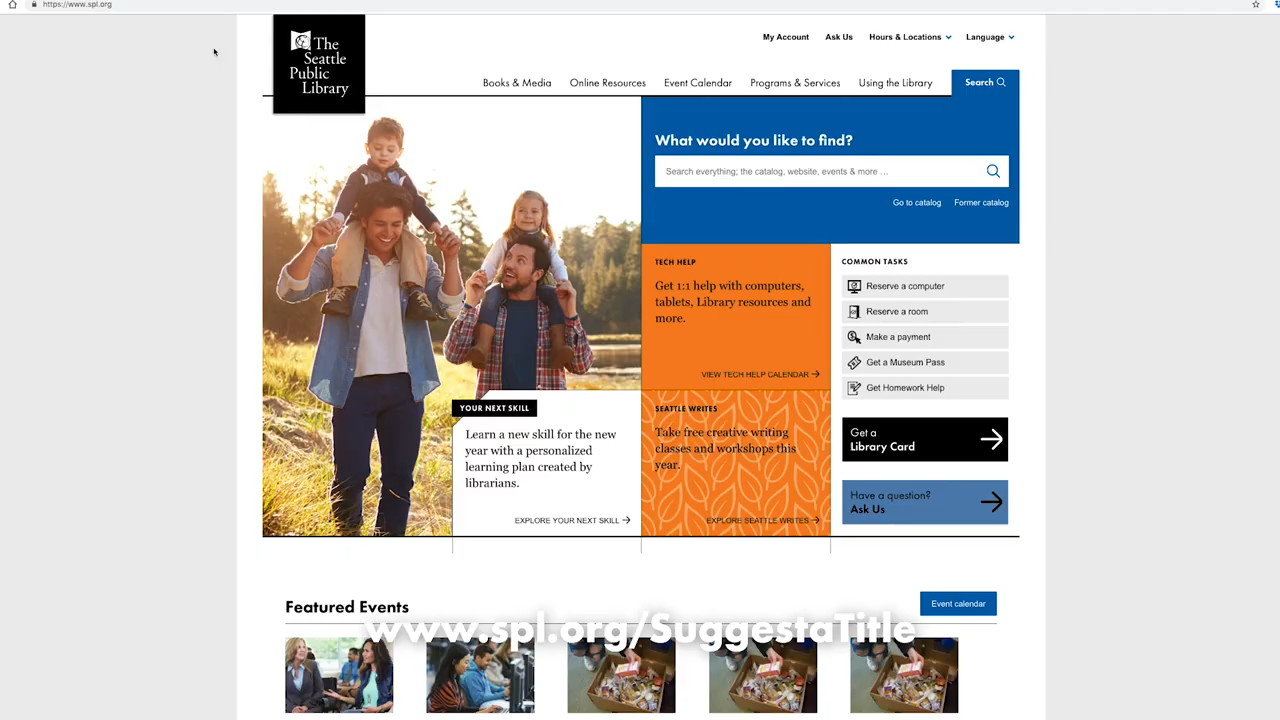 https://www.spl.org
The
Seattle
Public
Library
My Account
Ask Us
Hours & Locations
Language
Books & Media
Online Resources
Event Calendar
Programs & Services
Using the Library
Search
What would you like to find?
Search everything; the catalog, website, events & more …
Go to catalog
Former catalog
TECH HELP
Get 1:1 help with computers,
tablets, Library resources and
more.
VIEW TECH HELP CALENDAR
COMMON TASKS
Reserve a computer
Reserve a room
Make a payment
Get a Museum Pass
Get Homework Help
YOUR NEXT SKILL
Learn a new skill for the new
year with a personalized
learning plan created by
librarians.
EXPLORE YOUR NEXT SKILL
SEATTLE WRITES
Take free creative writing
classes and workshops this
year.
EXPLORE SEATTLE WRITES
Get a
Library Card
Have a question?
Ask Us
Featured Events
Event calendar
www.spl.org/SuggestaTitle